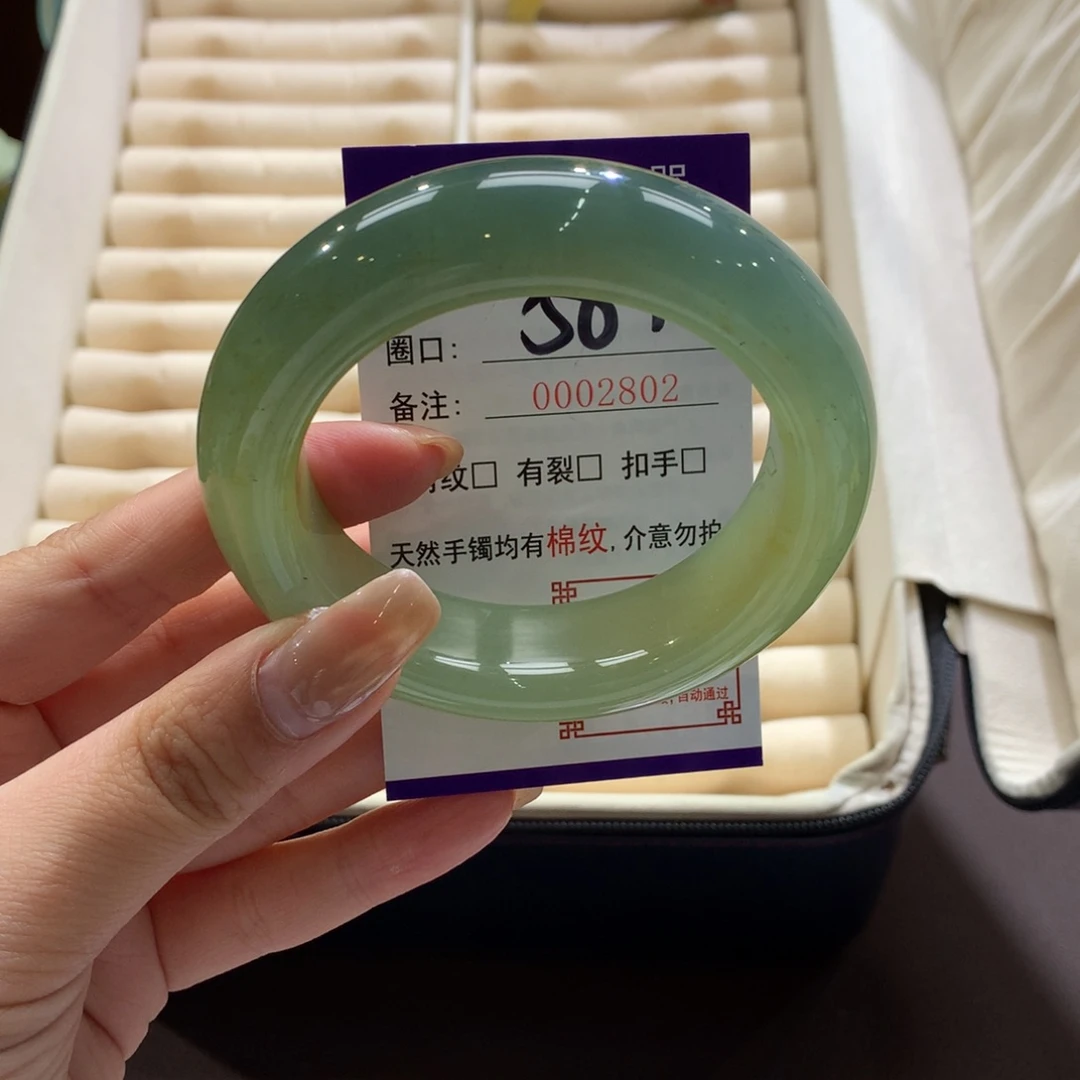 圈口:
备注: 0002802
纹□ 有裂□ 扣手□
天然手镯均有棉纹,介意勿拍
自动通过